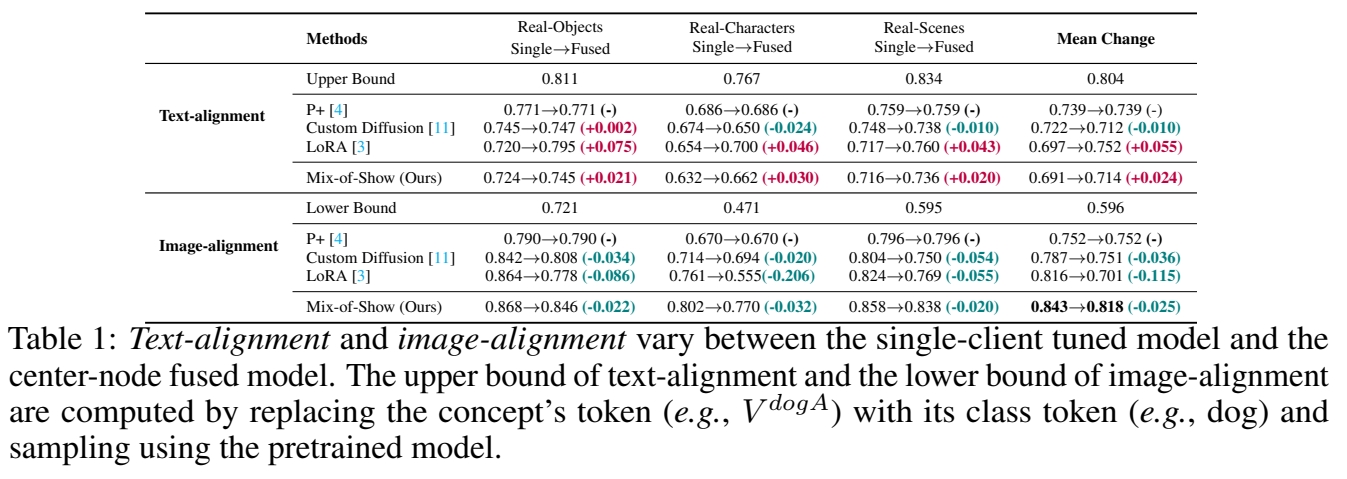 Methods Real-Objects Single→Fused Real-Characters Single→Fused Real-Scenes Single→Fused Mean Change
Text-alignment
Upper Bound 0.811 0.767 0.834 0.804
P+ [4] 0.771→0.771 (-) 0.686→0.686 (-) 0.759→0.759 (-) 0.739→0.739 (-)
Custom Diffusion [11] 0.745→0.747 (+0.002) 0.674→0.650 (-0.024) 0.748→0.738 (-0.010) 0.722→0.712 (-0.010)
LoRA [3] 0.720→0.795 (+0.075) 0.654→0.700 (+0.046) 0.717→0.760 (+0.043) 0.697→0.752 (+0.055)
Mix-of-Show (Ours) 0.724→0.745 (+0.021) 0.632→0.662 (+0.030) 0.716→0.736 (+0.020) 0.691→0.714 (+0.024)
Image-alignment
Lower Bound 0.721 0.471 0.595 0.596
P+ [4] 0.790→0.790 (-) 0.670→0.670 (-) 0.796→0.796 (-) 0.752→0.752 (-)
Custom Diffusion [11] 0.842→0.808 (-0.034) 0.714→0.694 (-0.020) 0.804→0.750 (-0.054) 0.787→0.751 (-0.036)
LoRA [3] 0.864→0.778 (-0.086) 0.761→0.555(-0.206) 0.824→0.769 (-0.055) 0.816→0.701 (-0.115)
Mix-of-Show (Ours) 0.868→0.846 (-0.022) 0.802→0.770 (-0.032) 0.858→0.838 (-0.020) 0.843→0.818 (-0.025)
Table 1: Text-alignment and image-alignment vary between the single-client tuned model and the
center-node fused model. The upper bound of text-alignment and the lower bound of image-alignment
are computed by replacing the concept's token (e.g., V^{dogA}) with its class token (e.g., dog) and
sampling using the pretrained model.